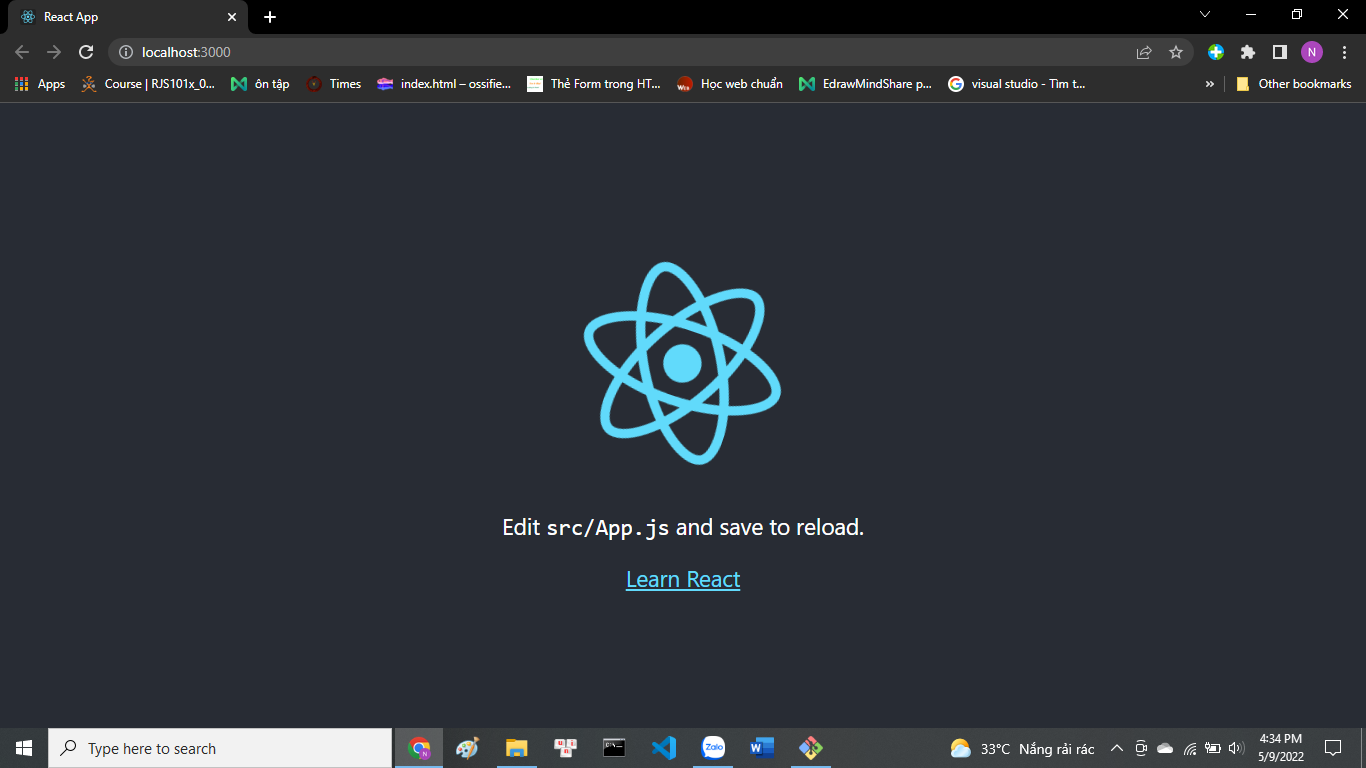 React App
localhost:3000
N
Apps
Course | RJS101x_0...
ôn tập
Times
index.html – ossifie...
Thẻ Form trong HT...
Học web chuẩn
EdrawMindShare p...
visual studio - Tìm t...
»
Other bookmarks
Edit src/App.js and save to reload.
Learn React
Type here to search
Zalo
33°C Nắng rải rác
4:34 PM
5/9/2022